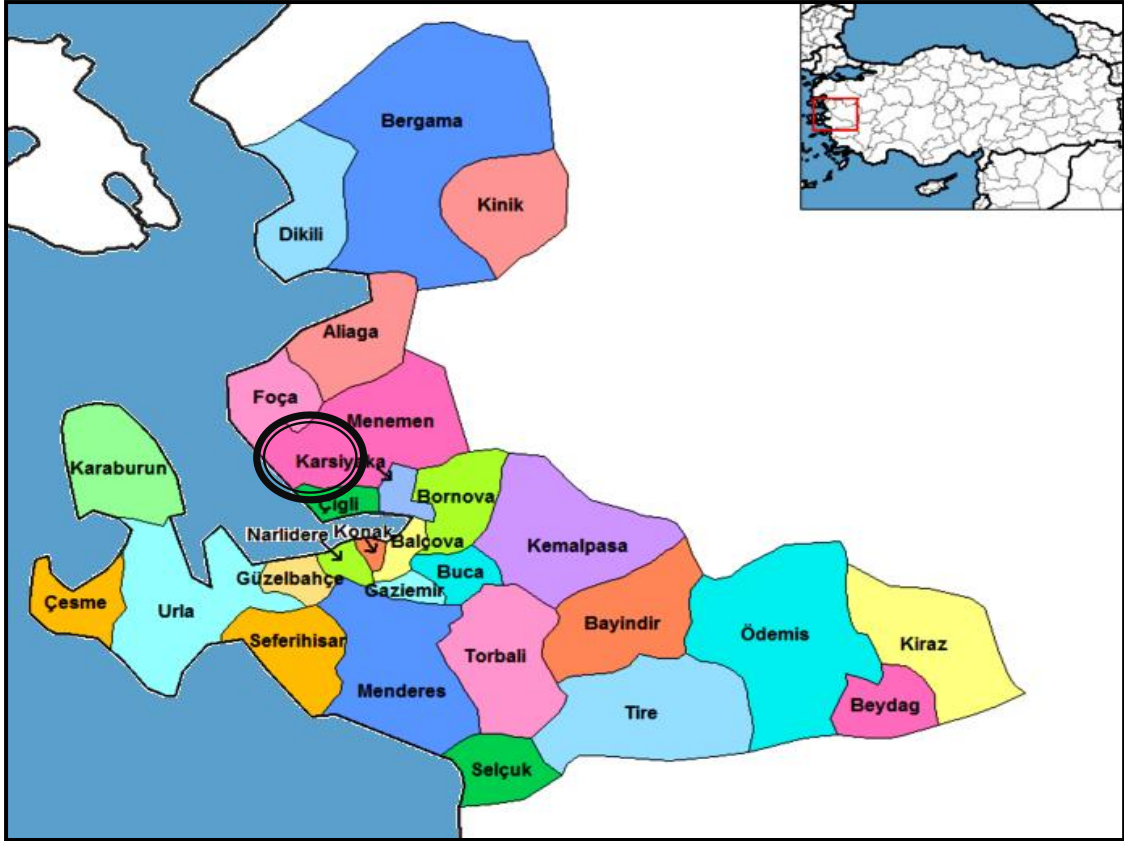 Bergama
Kinik
Dikili
Aliaga
Foça
Menemen
Karsiyaka
Karaburun
Bornova
Çigli
Narlidere
Konak
Balçova
Kemalpasa
Güzelbahçe
Buca
Gaziemir
Çesme
Urla
Seferihisar
Bayindir
Ödemis
Kiraz
Torbali
Menderes
Tire
Beydag
Selçuk